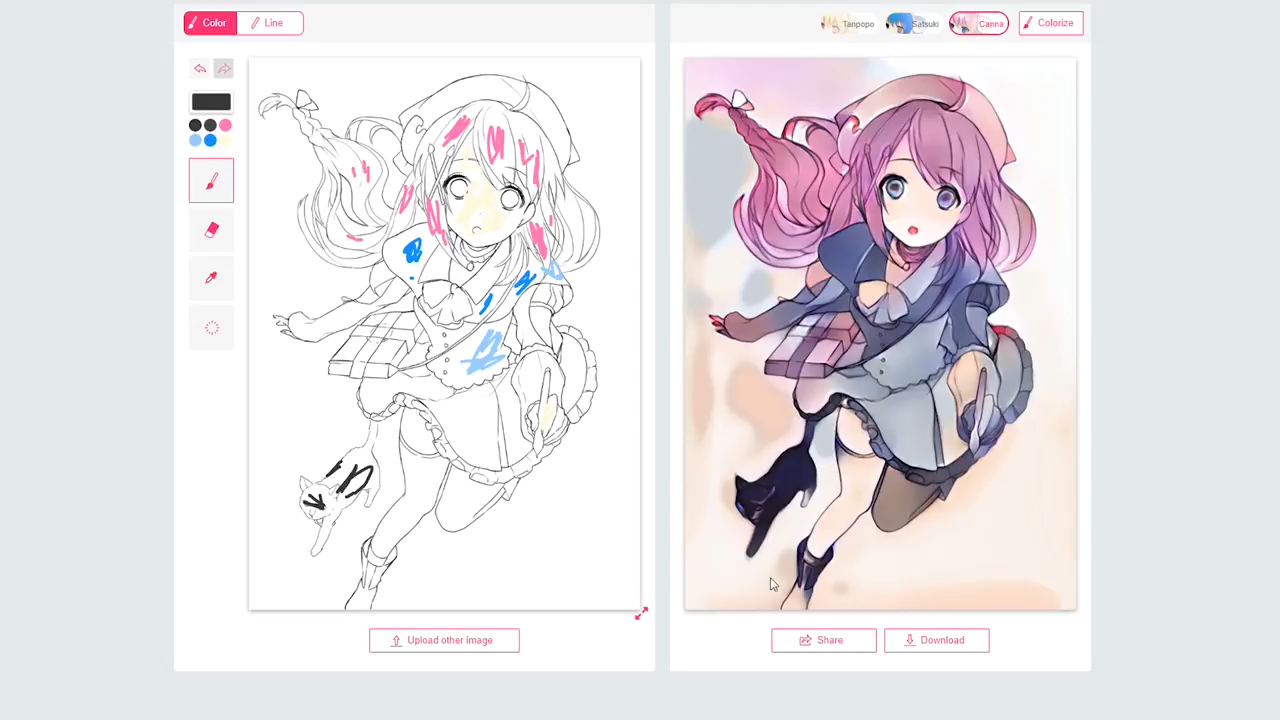 Color
Line
Tanpopo
Satsuki
Canna
Colorize
Upload other image
Share
Download